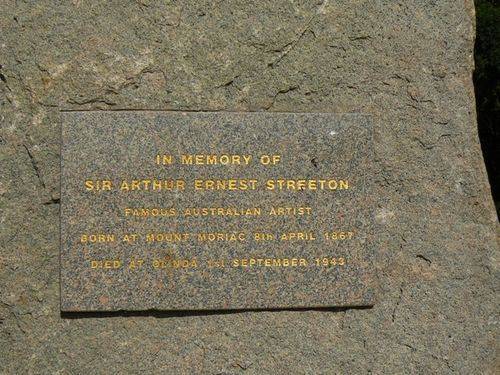 IN MEMORY OF
SIR ARTHUR ERNEST STREETON
FAMOUS AUSTRALIAN ARTIST
BORN AT MOUNT MORIAC 8th APRIL 1867
DIED AT OLINDA 1st SEPTEMBER 1943